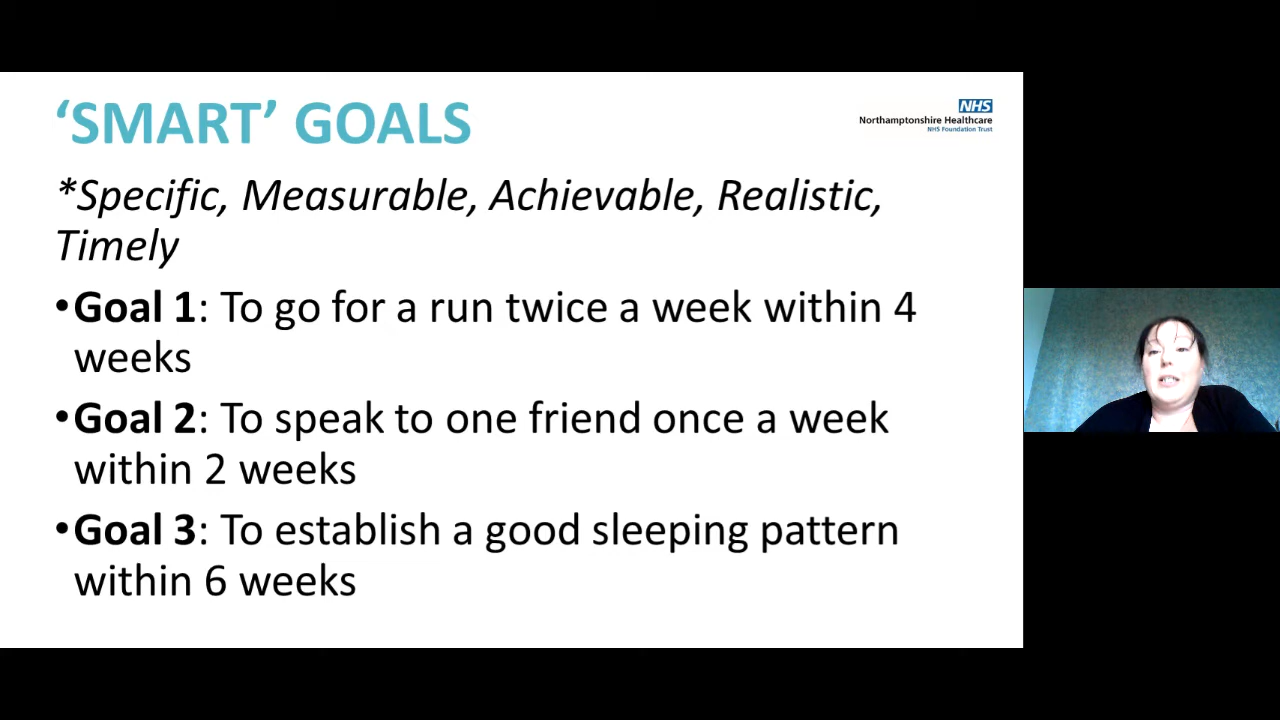 ‘SMART’ GOALS
NHS
Northamptonshire Healthcare
NHS Foundation Trust
*Specific, Measurable, Achievable, Realistic,
Timely
•Goal 1: To go for a run twice a week within 4
weeks
•Goal 2: To speak to one friend once a week
within 2 weeks
•Goal 3: To establish a good sleeping pattern
within 6 weeks